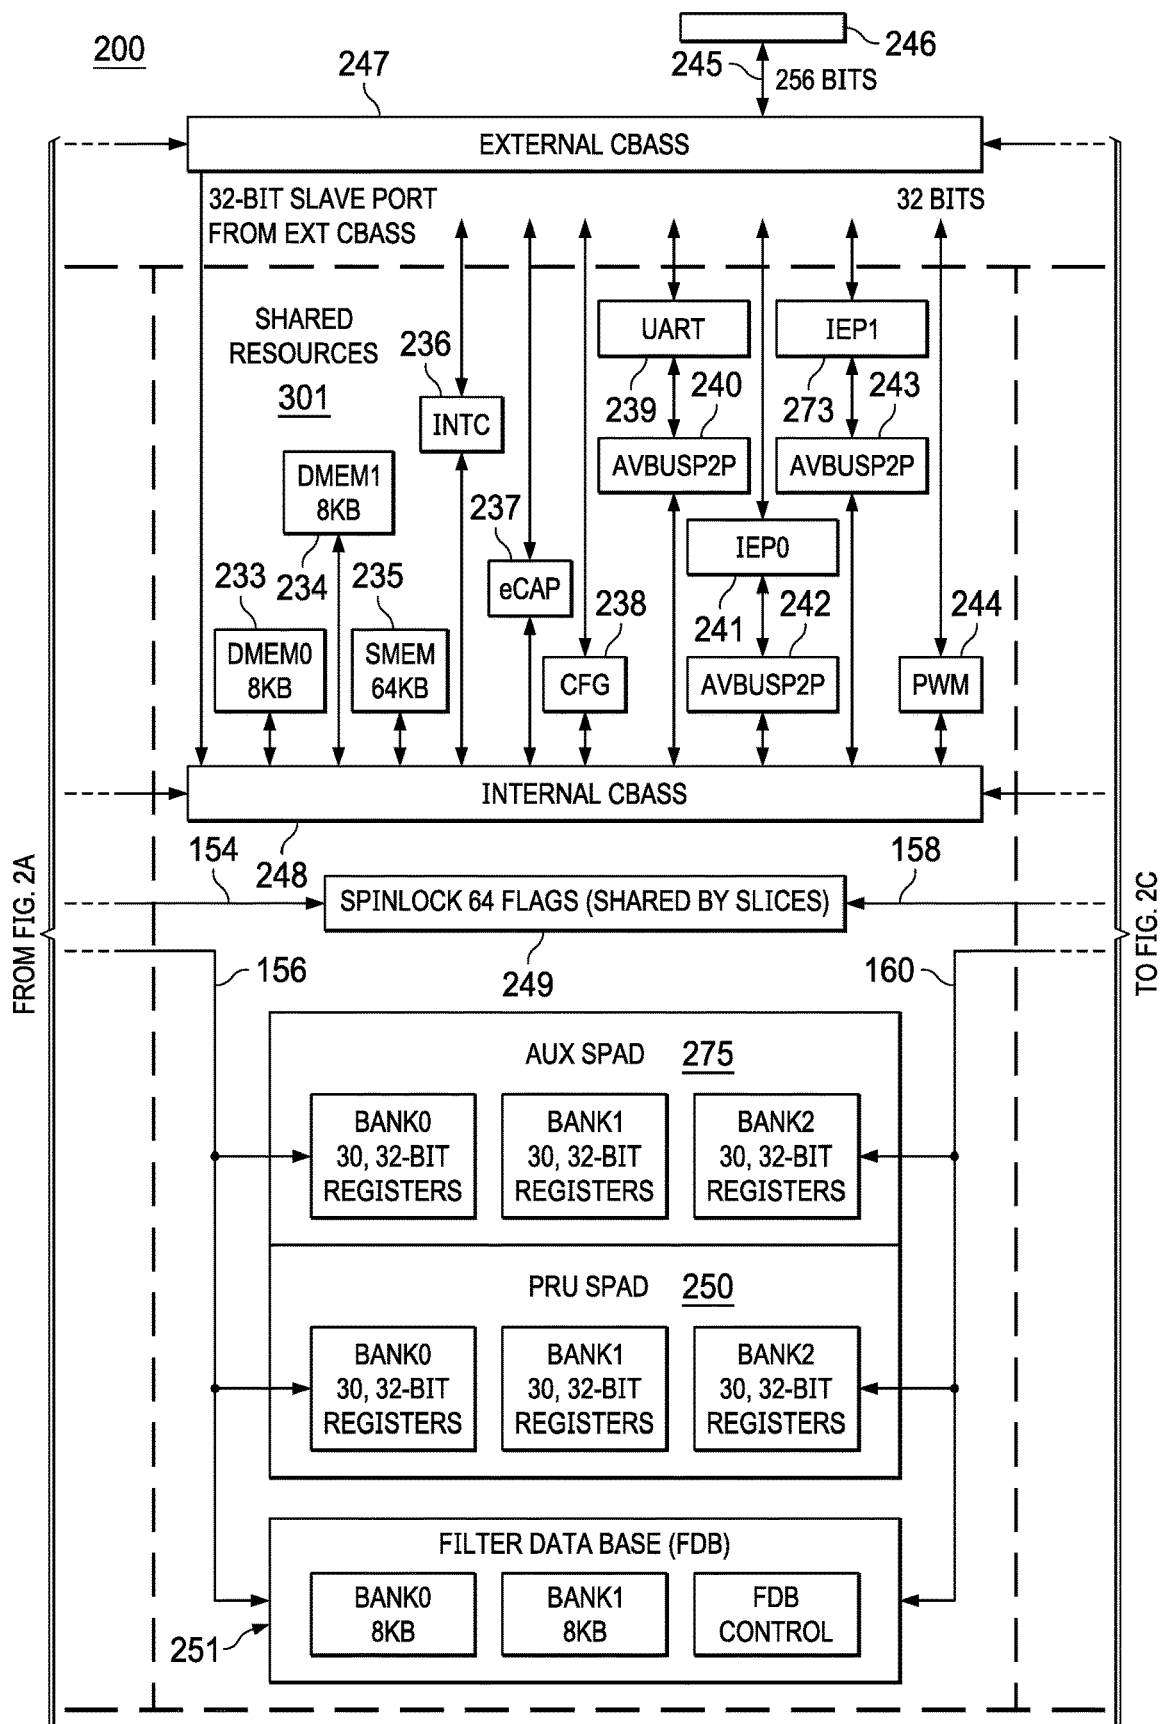 200
246
245
256 BITS
247
EXTERNAL CBASS
32-BIT SLAVE PORT
FROM EXT CBASS
32 BITS
SHARED
RESOURCES
301
236
INTC
UART
IEP1
239
240
273
243
AVBUSP2P
AVBUSP2P
DMEM1
8KB
234
237
eCAP
IEP0
241
242
233
DMEM0
8KB
235
SMEM
64KB
238
CFG
AVBUSP2P
244
PWM
INTERNAL CBASS
248
154
158
SPINLOCK 64 FLAGS (SHARED BY SLICES)
249
156
160
FROM FIG. 2A
TO FIG. 2C
AUX SPAD 275
BANK0
30, 32-BIT
REGISTERS
BANK1
30, 32-BIT
REGISTERS
BANK2
30, 32-BIT
REGISTERS
PRU SPAD 250
BANK0
30, 32-BIT
REGISTERS
BANK1
30, 32-BIT
REGISTERS
BANK2
30, 32-BIT
REGISTERS
FILTER DATA BASE (FDB)
BANK0
8KB
BANK1
8KB
FDB
CONTROL
251